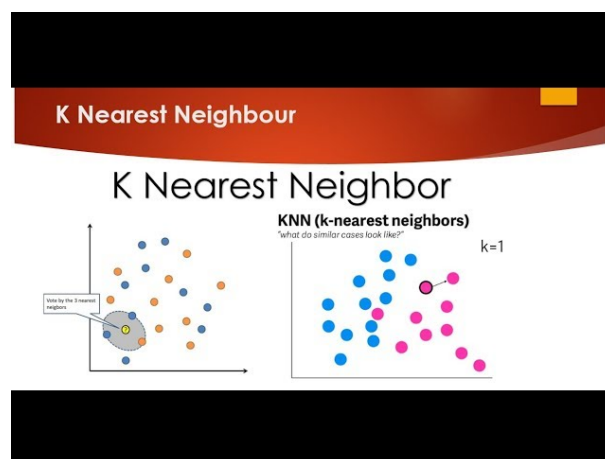 K Nearest Neighbour
K Nearest Neighbor
KNN (k-nearest neighbors)
"what do similar cases look like?"
k=1
Vote by the 3 nearest
neigbors
?